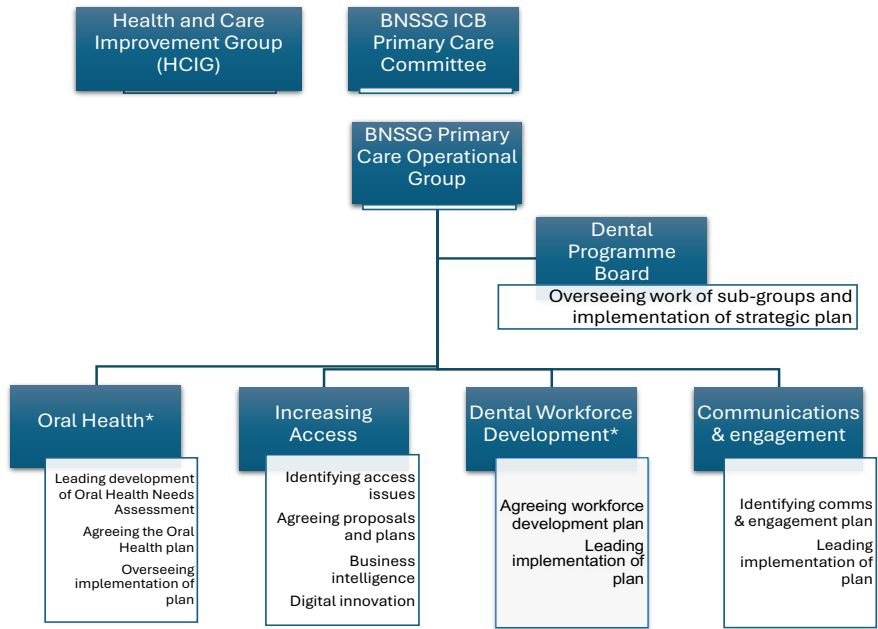 Health and Care
Improvement Group
(HCIG)
BNSSG ICB
Primary Care
Committee
BNSSG Primary
Care Operational
Group
Dental
Programme
Board
Overseeing work of sub-groups and
implementation of strategic plan
Oral Health*
Leading development
of Oral Health Needs
Assessment
Agreeing the Oral
Health plan
Overseeing
implementation of
plan
Increasing
Access
Identifying access
issues
Agreeing proposals
and plans
Business
intelligence
Digital innovation
Dental Workforce
Development*
Agreeing workforce
development plan
Leading
implementation of
plan
Communications
& engagement
Identifying comms
& engagement plan
Leading
implementation of
plan